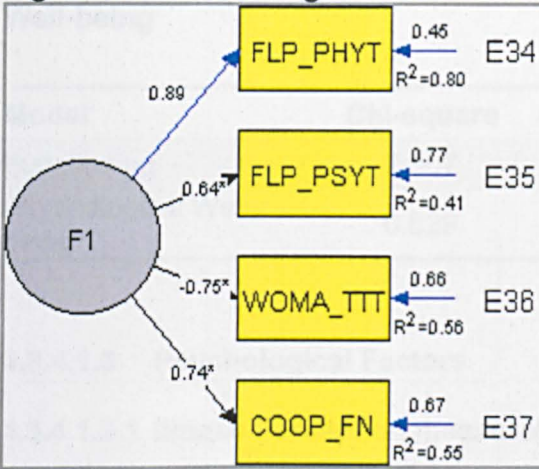 0.45
FLP_PHYT
E34
0.89
R²=0.80
0.77
0.64*
FLP_PSYT
E35
R²=0.41
F1
0.66
-0.75*
WOMA_TTT
E36
R²=0.56
0.74*
0.67
COOP_FN
E37
R²=0.55